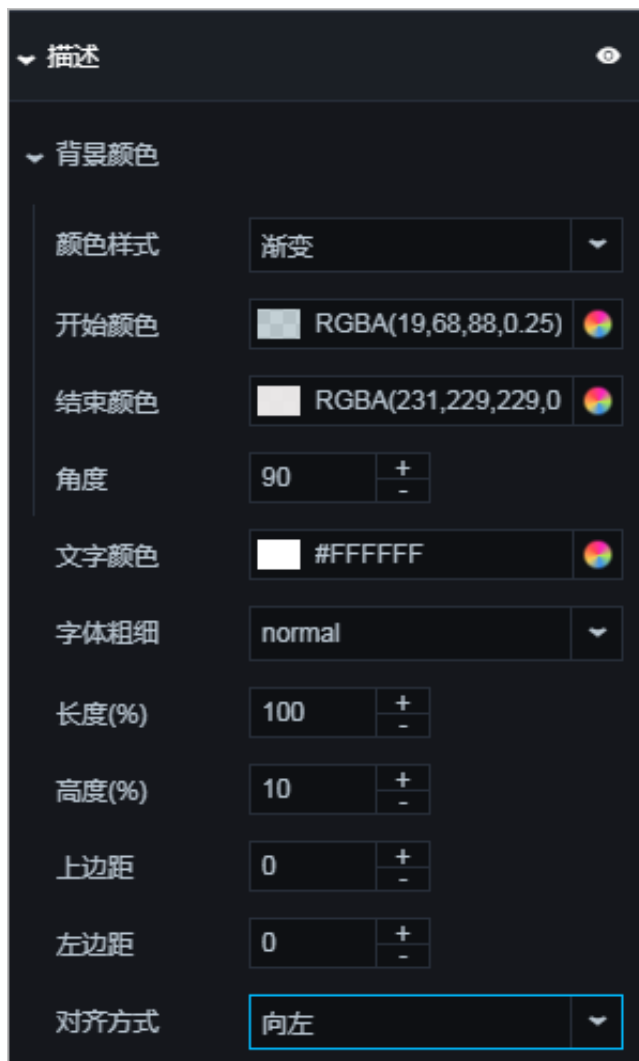 描述
背景颜色
颜色样式 渐变
开始颜色 RGBA(19,68,88,0.25)
结束颜色 RGBA(231,229,229,0
角度 90 + -
文字颜色 #FFFFFF
字体粗细 normal
长度(%) 100 + -
高度(%) 10 + -
上边距 0 + -
左边距 0 + -
对齐方式 向左